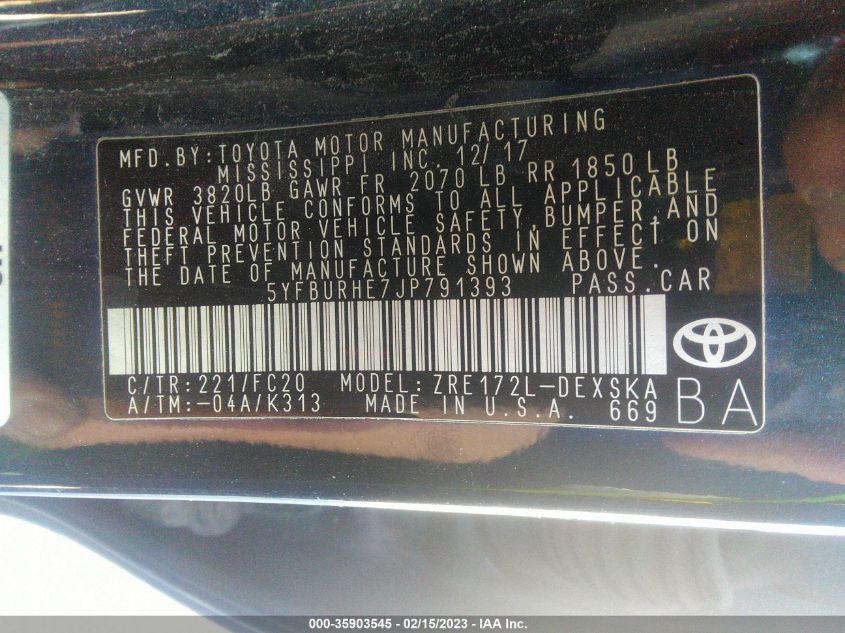 MFD.BY:TOYOTA MOTOR MANUFACTURING
MISSISSIPPI INC. 12/17
GVWR 3820LB GAWR FR 2070 LB RR 1850 LB
THIS VEHICLE CONFORMS TO ALL APPLICABLE
FEDERAL MOTOR VEHICLE SAFETY,BUMPER,AND
THEFT PREVENTION STANDARDS IN EFFECT ON
THE DATE OF MANUFACTURE SHOWN ABOVE.
5YFBURHE7JP791393 PASS.CAR
C/TR:221/FC20 MODEL:ZRE172L-DEXSKA
A/TM:-04A/K313 MADE IN U.S.A. 669
BA
000-35903545 - 02/15/2023 - IAA Inc.